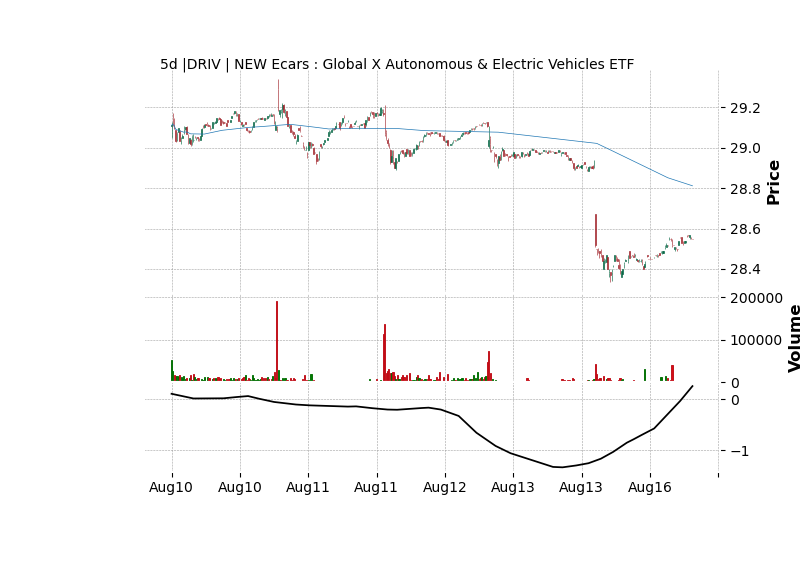 5d |DRIV | NEW Ecars : Global X Autonomous & Electric Vehicles ETF
29.2
29.0
28.8
28.6
28.4
Price
200000
100000
0
Volume
0
−1
Aug10 Aug10 Aug11 Aug11 Aug12 Aug13 Aug13 Aug16